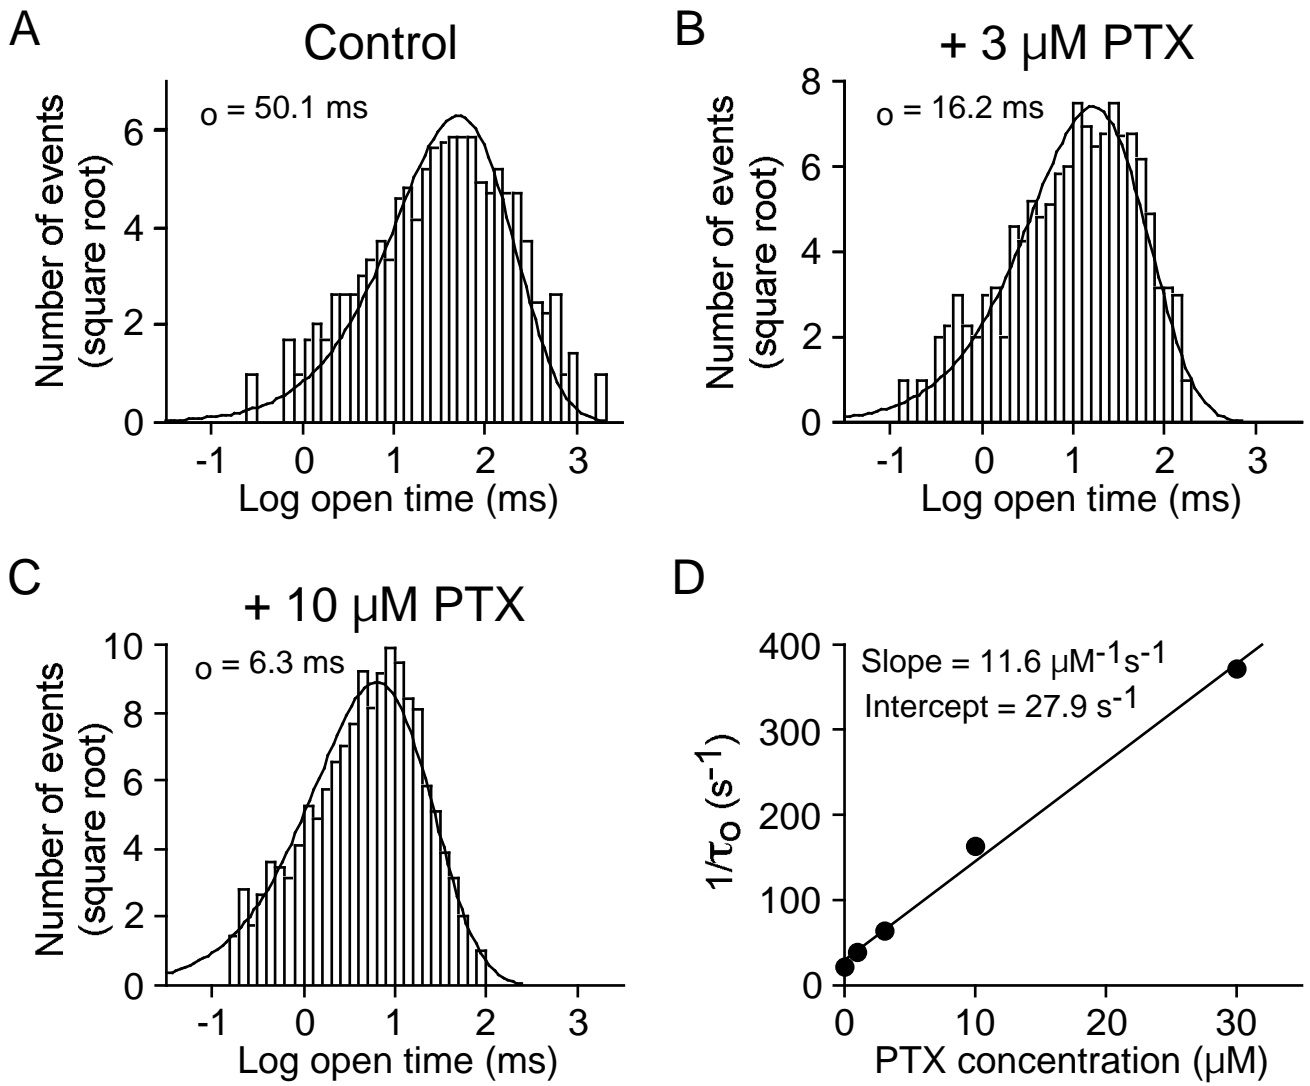 A
Control
o = 50.1 ms
Number of events
(square root)
6
4
2
0
-1 0 1 2 3
Log open time (ms)
B
+ 3 µM PTX
o = 16.2 ms
Number of events
(square root)
8
6
4
2
0
-1 0 1 2 3
Log open time (ms)
C
+ 10 µM PTX
o = 6.3 ms
Number of events
(square root)
10
8
6
4
2
0
-1 0 1 2 3
Log open time (ms)
D
Slope = 11.6 µM-1s-1
Intercept = 27.9 s-1
1/τo (s-1)
400
300
200
100
0
0 10 20 30
PTX concentration (µM)